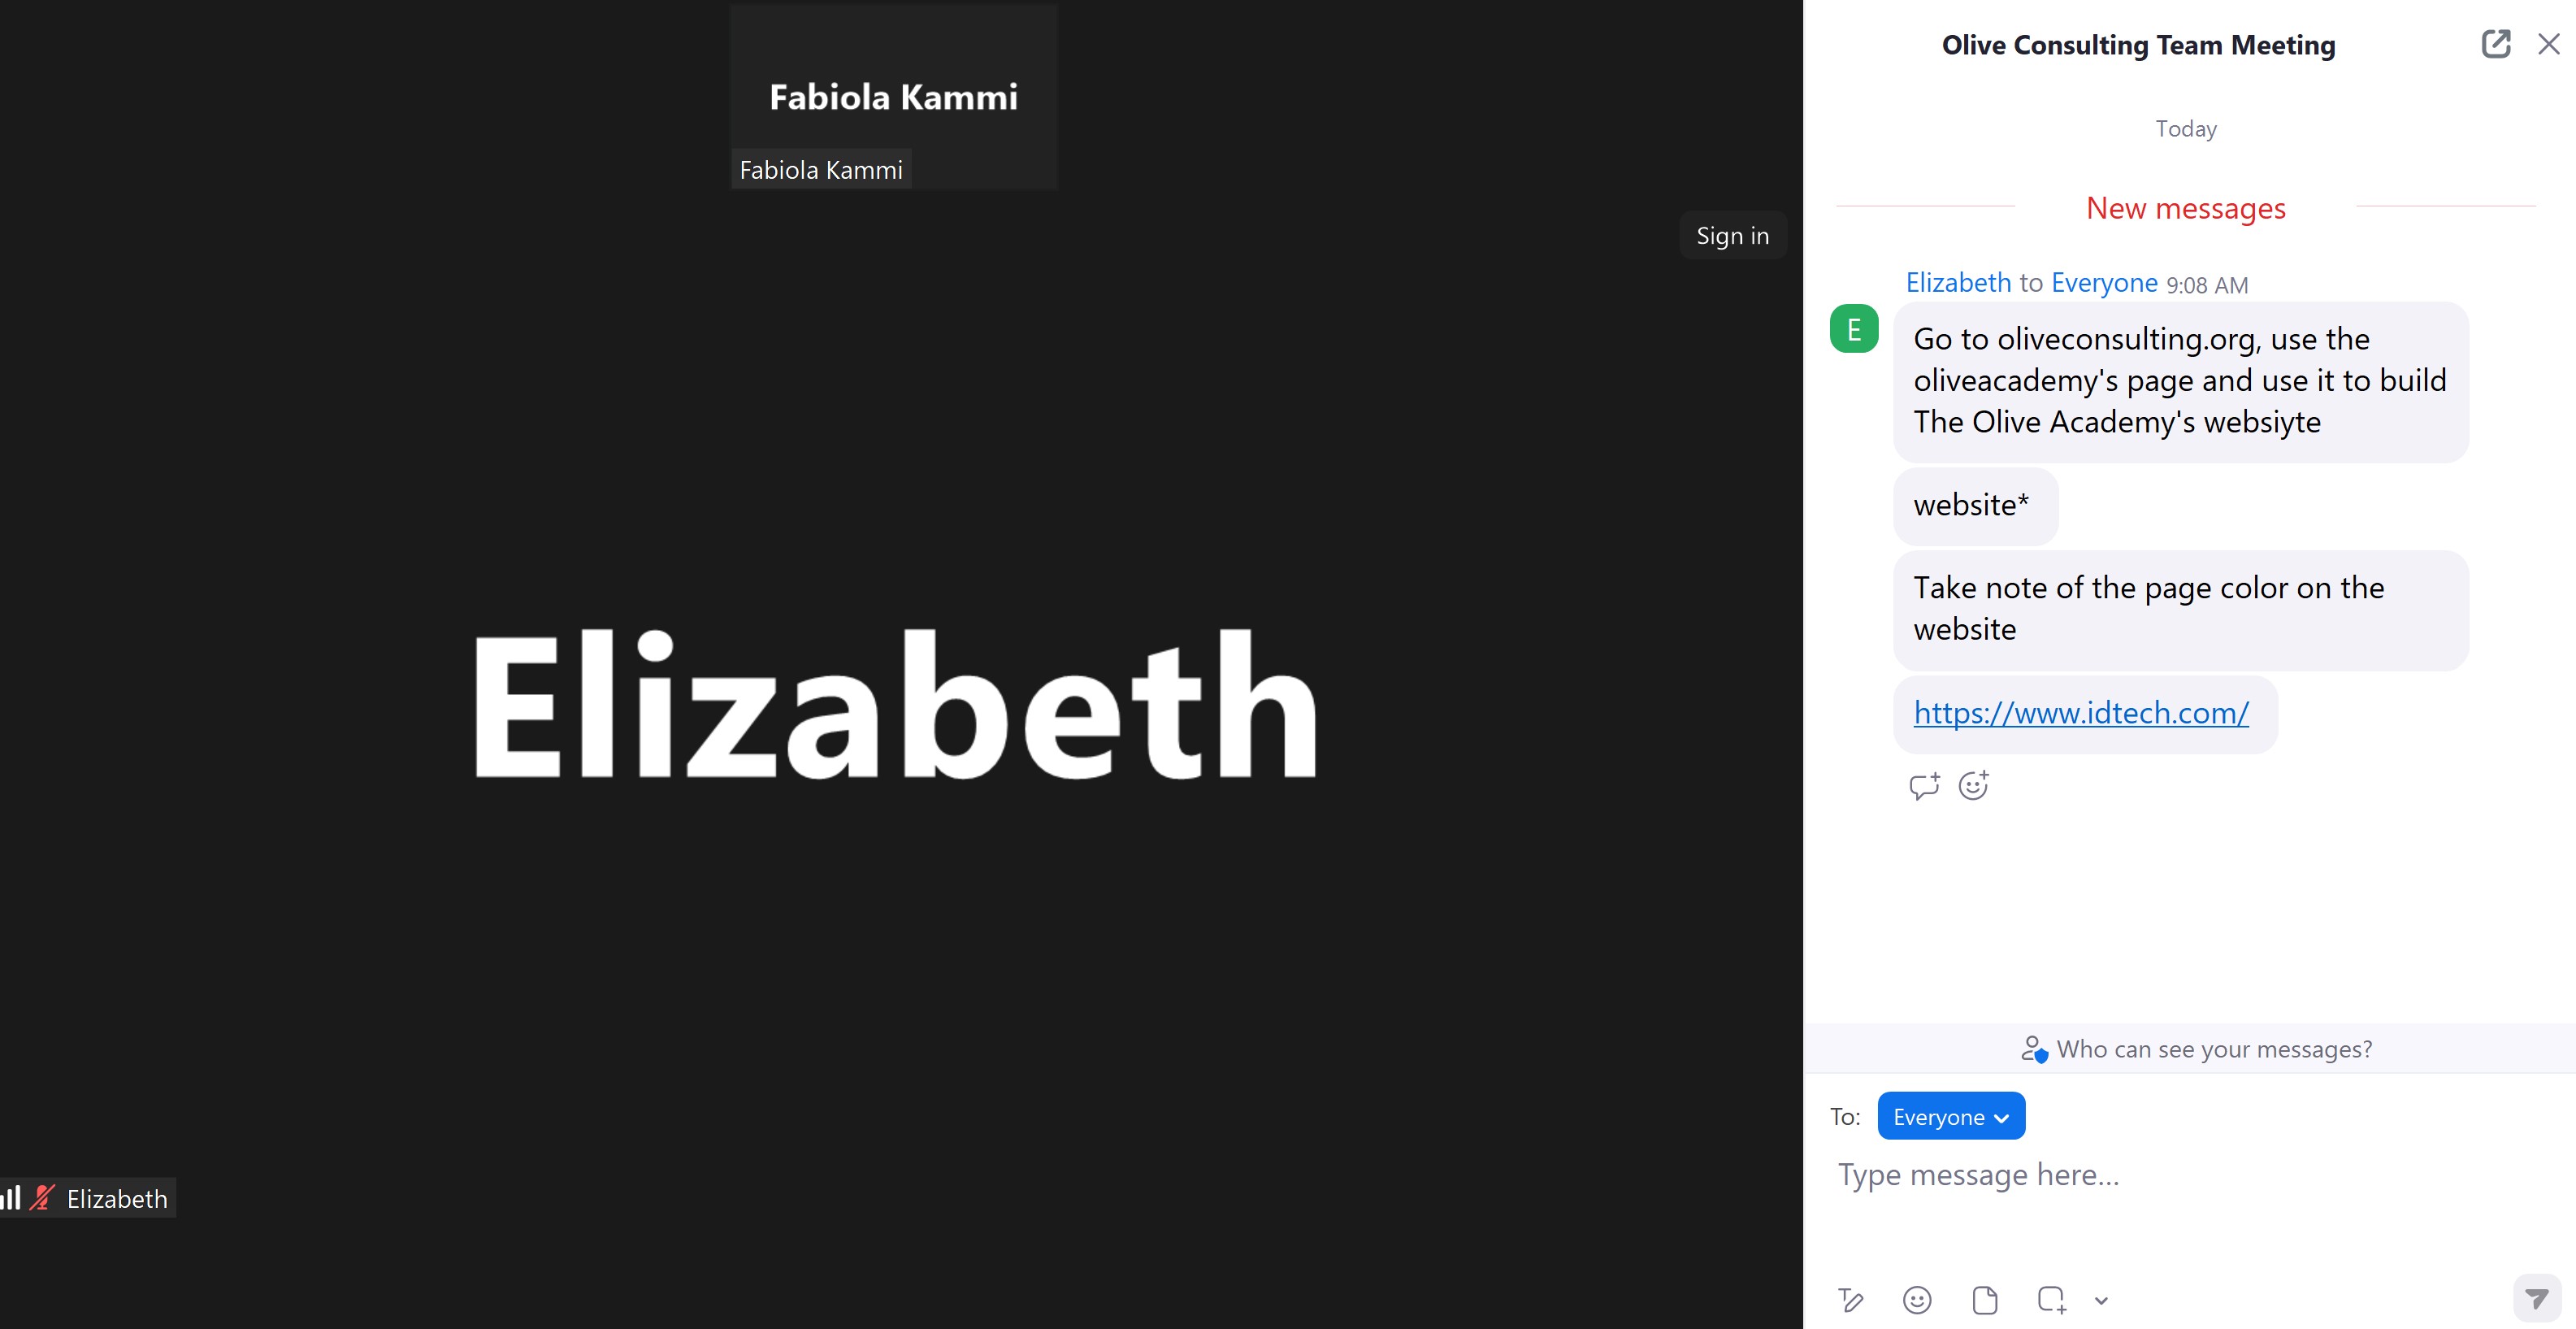 Fabiola Kammi
Fabiola Kammi
Sign in
Elizabeth
Elizabeth
Olive Consulting Team Meeting
Today
New messages
Elizabeth to Everyone 9:08 AM
E
Go to oliveconsulting.org, use the
oliveacademy's page and use it to build
The Olive Academy's websiyte
website*
Take note of the page color on the
website
https://www.idtech.com/
Who can see your messages?
To: Everyone
Type message here...